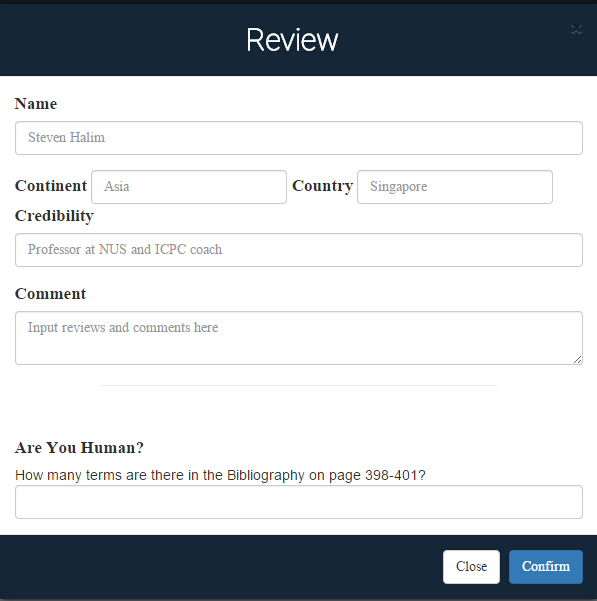 Review
×
Name
Steven Halim
Continent Asia Country Singapore
Credibility
Professor at NUS and ICPC coach
Comment
Input reviews and comments here
Are You Human?
How many terms are there in the Bibliography on page 398-401?
Close Confirm